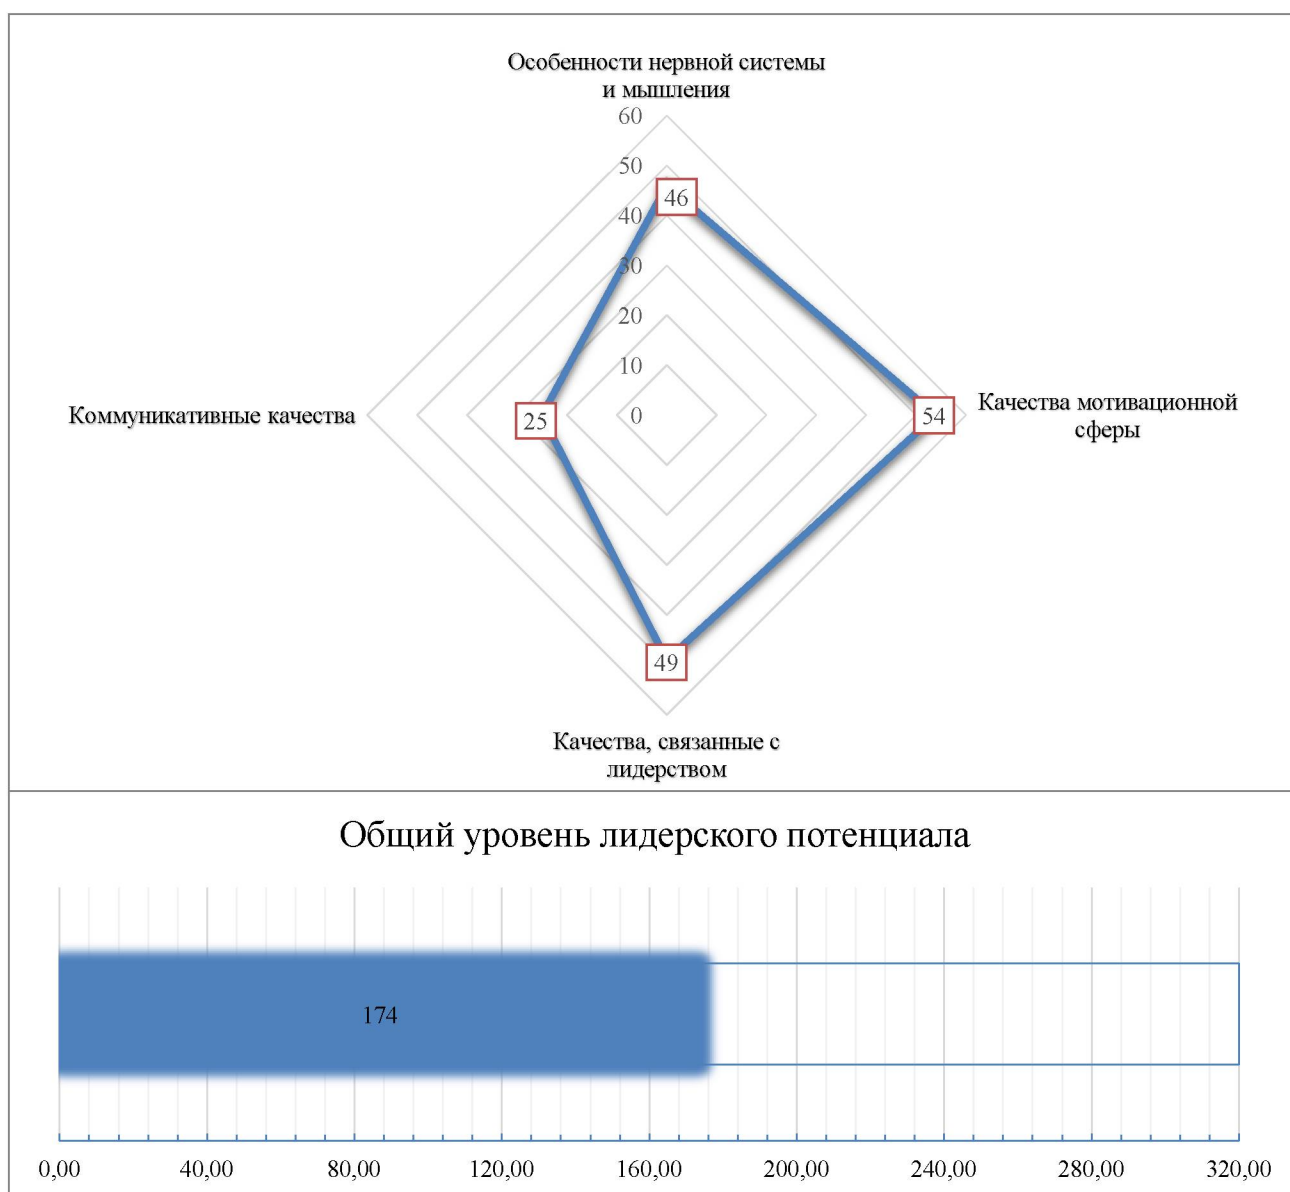 Особенности нервной системы
и мышления
60
50
46
40
30
20
10
0
Коммуникативные качества
25
54
Качества мотивационной
сферы
49
Качества, связанные с
лидерством
Общий уровень лидерского потенциала
174
0,00 40,00 80,00 120,00 160,00 200,00 240,00 280,00 320,00